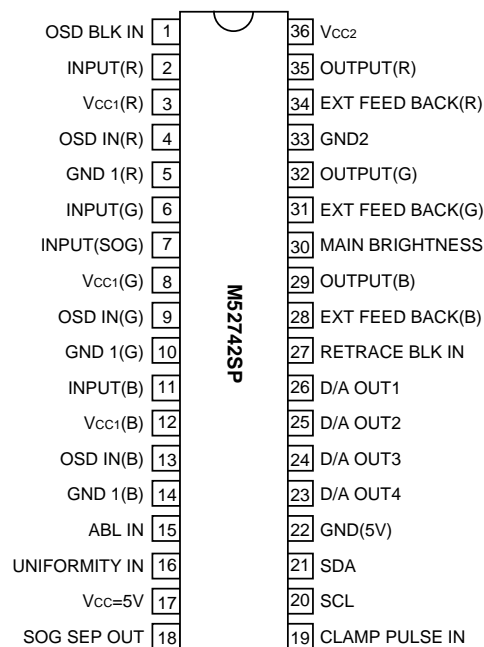 OSD BLK IN 1
INPUT(R) 2
Vcc1(R) 3
OSD IN(R) 4
GND 1(R) 5
INPUT(G) 6
INPUT(SOG) 7
Vcc1(G) 8
OSD IN(G) 9
GND 1(G) 10
INPUT(B) 11
Vcc1(B) 12
OSD IN(B) 13
GND 1(B) 14
ABL IN 15
UNIFORMITY IN 16
Vcc=5V 17
SOG SEP OUT 18
M52742SP
36 Vcc2
35 OUTPUT(R)
34 EXT FEED BACK(R)
33 GND2
32 OUTPUT(G)
31 EXT FEED BACK(G)
30 MAIN BRIGHTNESS
29 OUTPUT(B)
28 EXT FEED BACK(B)
27 RETRACE BLK IN
26 D/A OUT1
25 D/A OUT2
24 D/A OUT3
23 D/A OUT4
22 GND(5V)
21 SDA
20 SCL
19 CLAMP PULSE IN